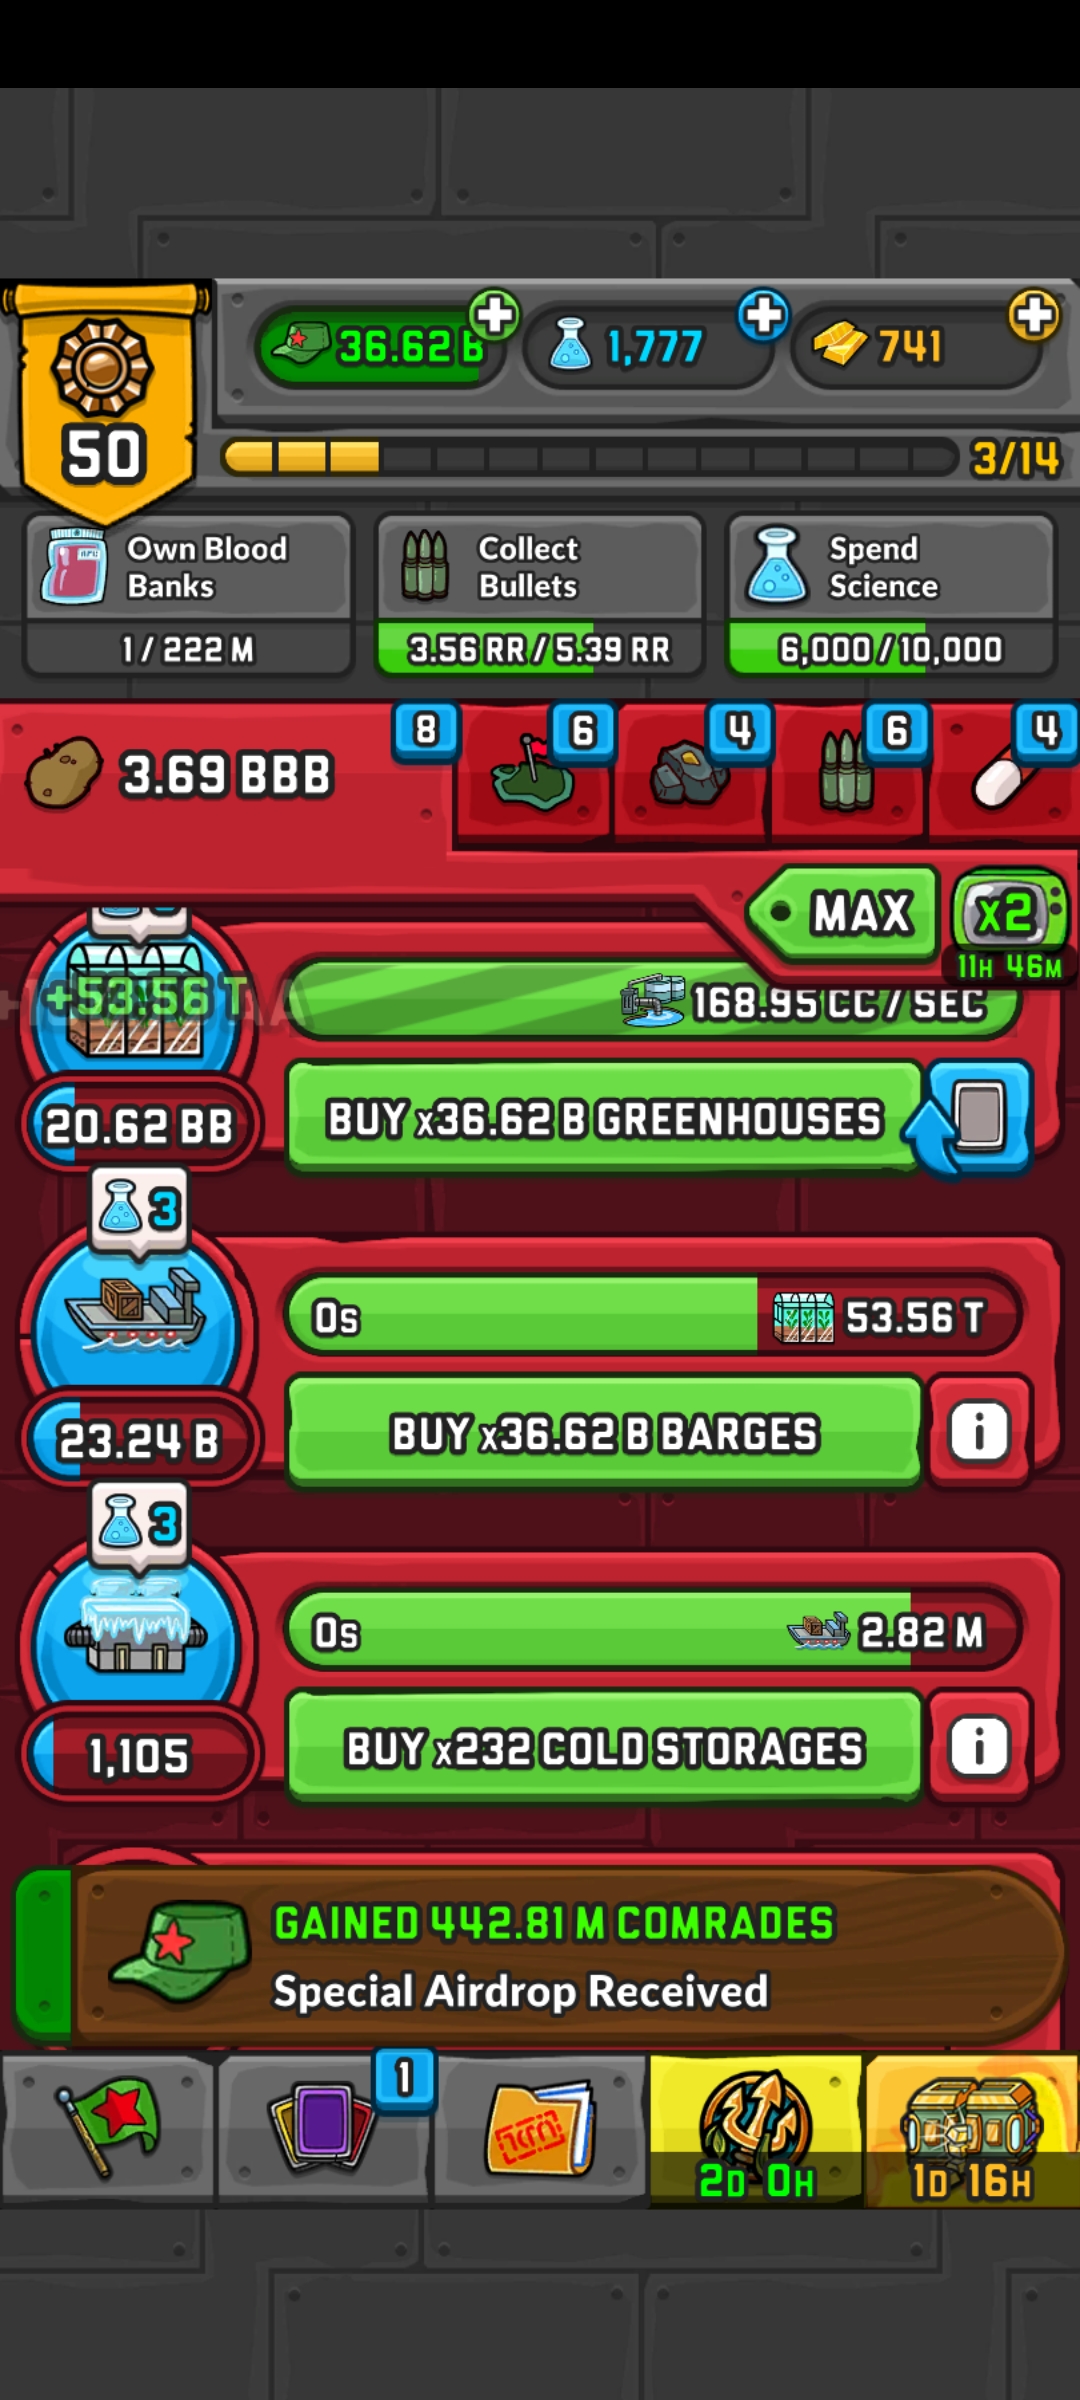 36.62 B
1,777
741
50
3/14
Own Blood
Banks
1 / 222 M
Collect
Bullets
3.56 RR / 5.39 RR
Spend
Science
6,000 / 10,000
3.69 BBB
8
6
4
6
4
MAX
x2
11H 46M
+53.56 T
168.95 CC / SEC
20.62 BB
BUY x36.62 B GREENHOUSES
3
0s
53.56 T
23.24 B
BUY x36.62 B BARGES
i
3
0s
2.82 M
1,105
BUY x232 COLD STORAGES
i
GAINED 442.81 M COMRADES
Special Airdrop Received
1
2D 0H
1D 16H